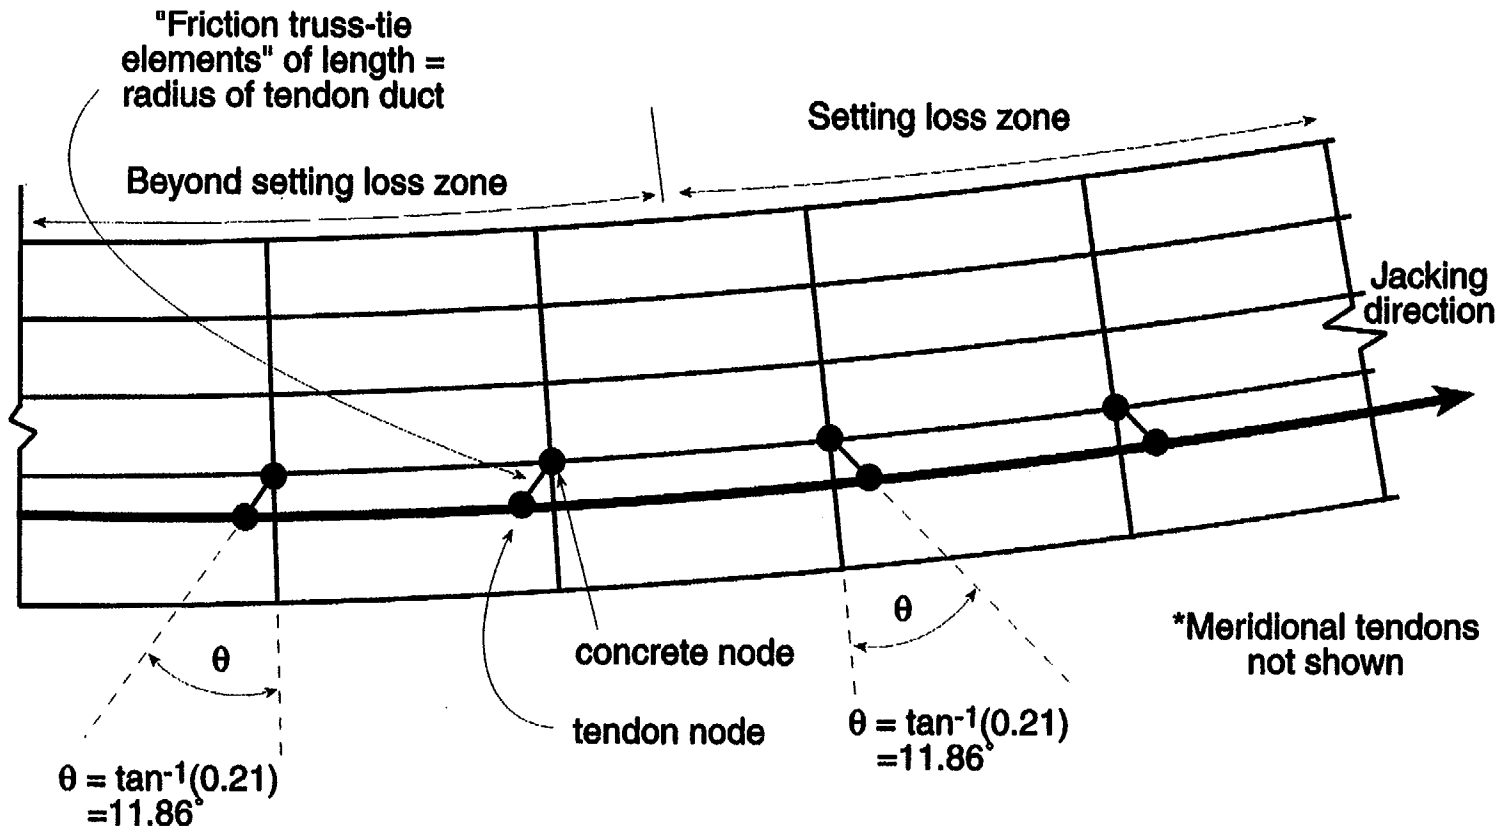 "Friction truss-tie
elements" of length =
radius of tendon duct
Setting loss zone
Beyond setting loss zone
Jacking
direction
θ
θ
concrete node
*Meridional tendons
not shown
tendon node
θ = tan-1(0.21)
=11.86°
θ = tan-1(0.21)
=11.86°